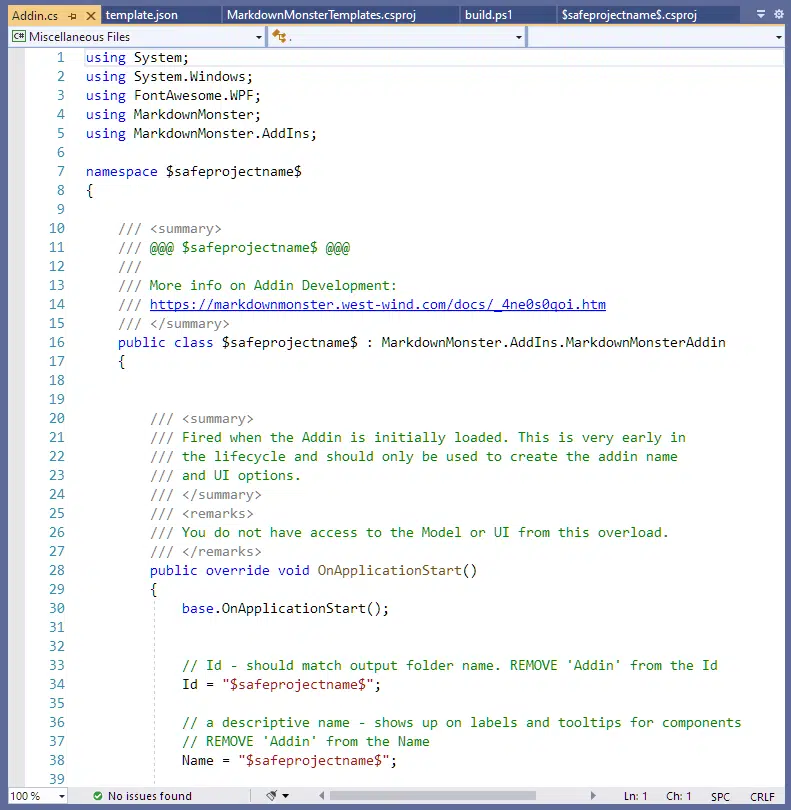 Addin.cs template.json MarkdownMonsterTemplates.csproj build.ps1 $safeprojectname$.csproj
C# Miscellaneous Files .
1 using System;
2 using System.Windows;
3 using FontAwesome.WPF;
4 using MarkdownMonster;
5 using MarkdownMonster.AddIns;
6
7 namespace $safeprojectname$
8 {
9
10 /// <summary>
11 /// @@@ $safeprojectname$ @@@
12 ///
13 /// More info on Addin Development:
14 /// https://markdownmonster.west-wind.com/docs/_4ne0s0qoi.htm
15 /// </summary>
16 public class $safeprojectname$ : MarkdownMonster.AddIns.MarkdownMonsterAddin
17 {
18
19
20 /// <summary>
21 /// Fired when the Addin is initially loaded. This is very early in
22 /// the lifecycle and should only be used to create the addin name
23 /// and UI options.
24 /// </summary>
25 /// <remarks>
26 /// You do not have access to the Model or UI from this overload.
27 /// </remarks>
28 public override void OnApplicationStart()
29 {
30 base.OnApplicationStart();
31
32
33 // Id - should match output folder name. REMOVE 'Addin' from the Id
34 Id = "$safeprojectname$";
35
36 // a descriptive name - shows up on labels and tooltips for components
37 // REMOVE 'Addin' from the Name
38 Name = "$safeprojectname$";
39
100 % No issues found Ln: 1 Ch: 1 SPC CRLF